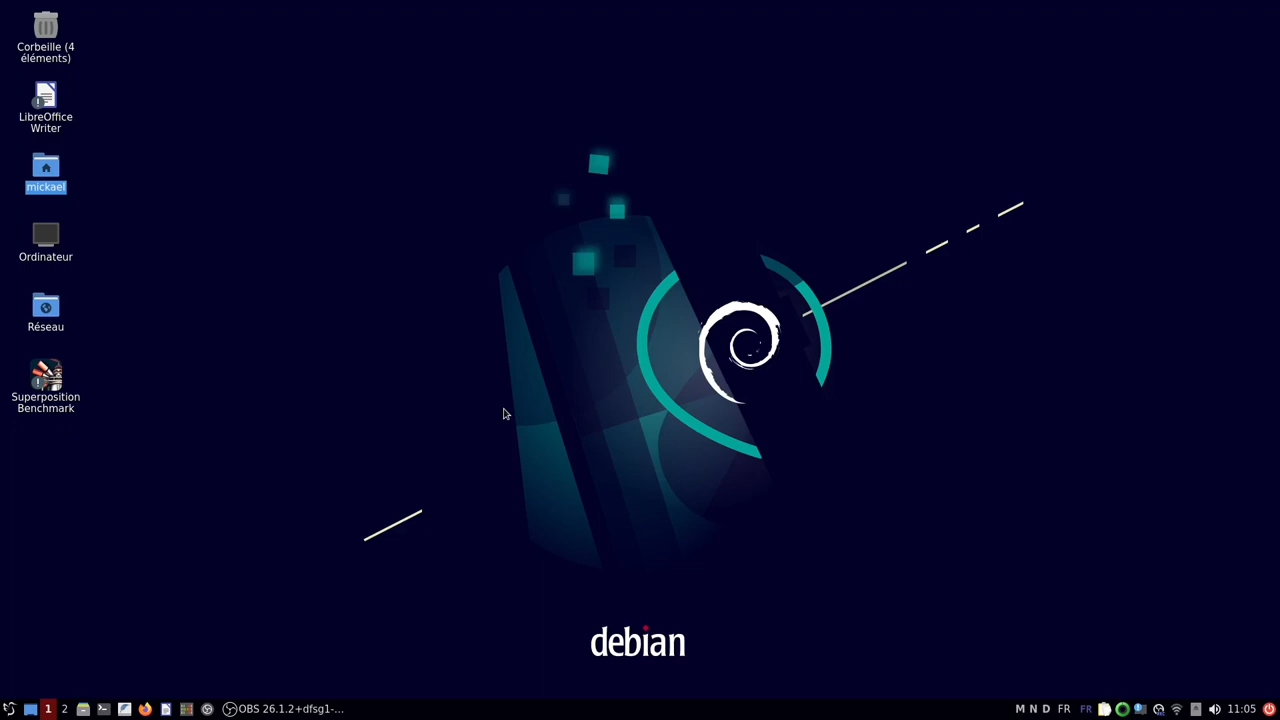 Corbeille (4
éléments)
LibreOffice
Writer
mickael
Ordinateur
Réseau
Superposition
Benchmark
debian
1
2
OBS 26.1.2+dfsg1-...
M N D FR
FR
11:05